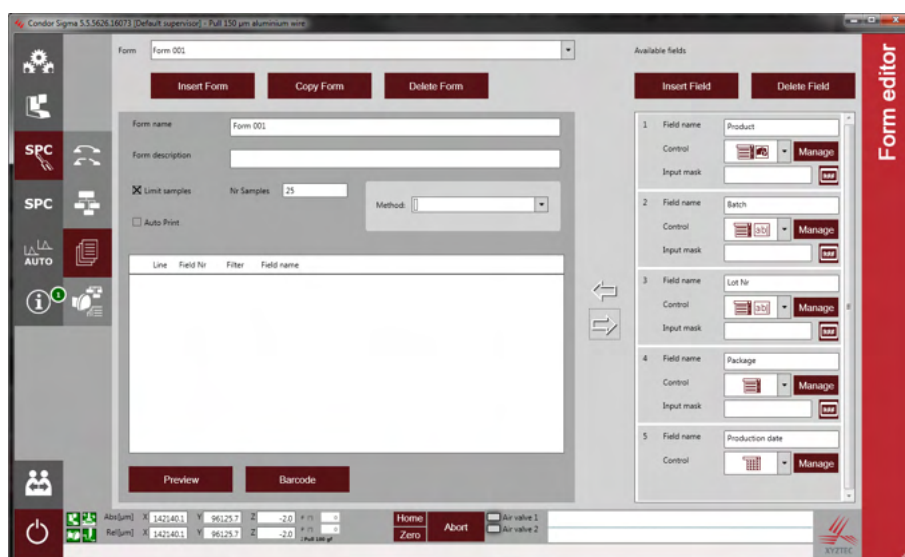 Condor Sigma 5.5.5626.16073 [Default supervisor] - Pull 150 µm aluminium wire
Form Form 001
Available fields
Insert Form Copy Form Delete Form
Insert Field Delete Field
Form editor
Form name Form 001
Form description
Limit samples Nr Samples 25
Method:
Auto Print
Line Field Nr Filter Field name
1 Field name Product
Control Manage
Input mask
2 Field name Batch
Control ab Manage
Input mask
3 Field name Lot Nr
Control ab Manage
Input mask
4 Field name Package
Control Manage
Input mask
5 Field name Production date
Control Manage
SPC
SPC
AUTO
1
Preview Barcode
Abs[µm] X 142140.1 Y 96125.7 Z -2.0
Rel[µm] X 142140.1 Y 96125.7 Z -2.0
Home
Zero
Abort
Air valve 1
Air valve 2
XYZTEC